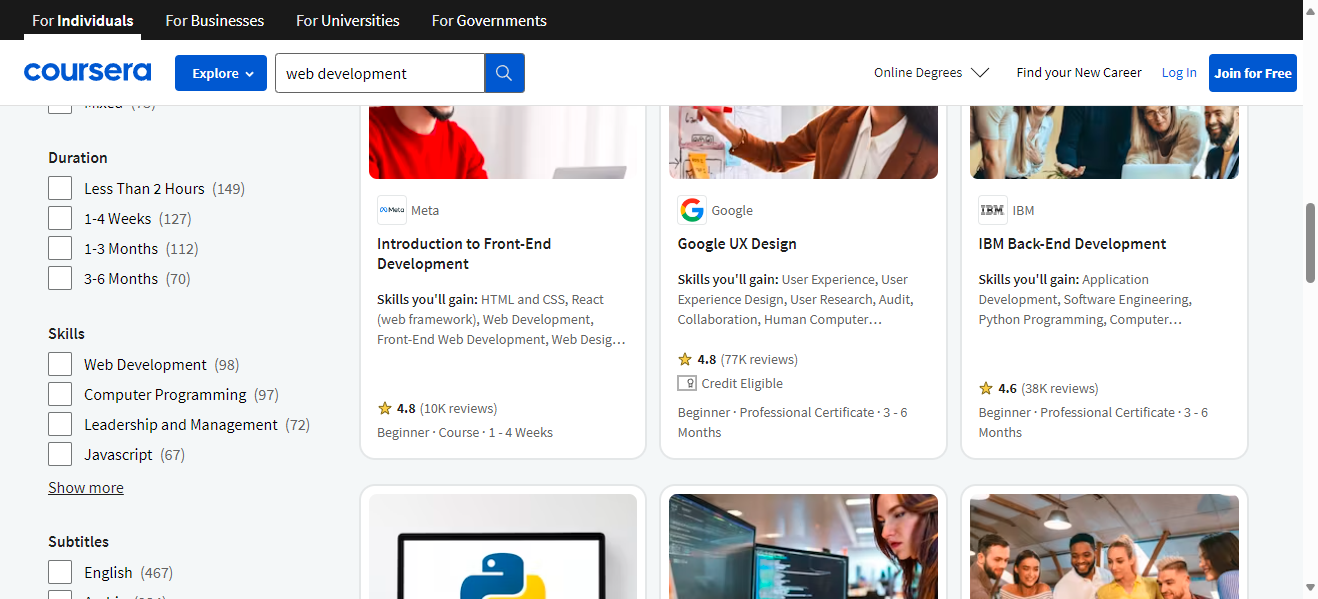 For Individuals
For Businesses
For Universities
For Governments
coursera
Explore
web development
Online Degrees
Find your New Career
Log In
Join for Free
Duration
Less Than 2 Hours (149)
1-4 Weeks (127)
1-3 Months (112)
3-6 Months (70)
Skills
Web Development (98)
Computer Programming (97)
Leadership and Management (72)
Javascript (67)
Show more
Subtitles
English (467)
Meta
Meta
Introduction to Front-End
Development
Skills you'll gain: HTML and CSS, React
(web framework), Web Development,
Front-End Web Development, Web Desig…
4.8 (10K reviews)
Beginner · Course · 1 - 4 Weeks
Google
Google UX Design
Skills you'll gain: User Experience, User
Experience Design, User Research, Audit,
Collaboration, Human Computer…
4.8 (77K reviews)
Credit Eligible
Beginner · Professional Certificate · 3 - 6
Months
IBM
IBM
IBM Back-End Development
Skills you'll gain: Application
Development, Software Engineering,
Python Programming, Computer…
4.6 (38K reviews)
Beginner · Professional Certificate · 3 - 6
Months